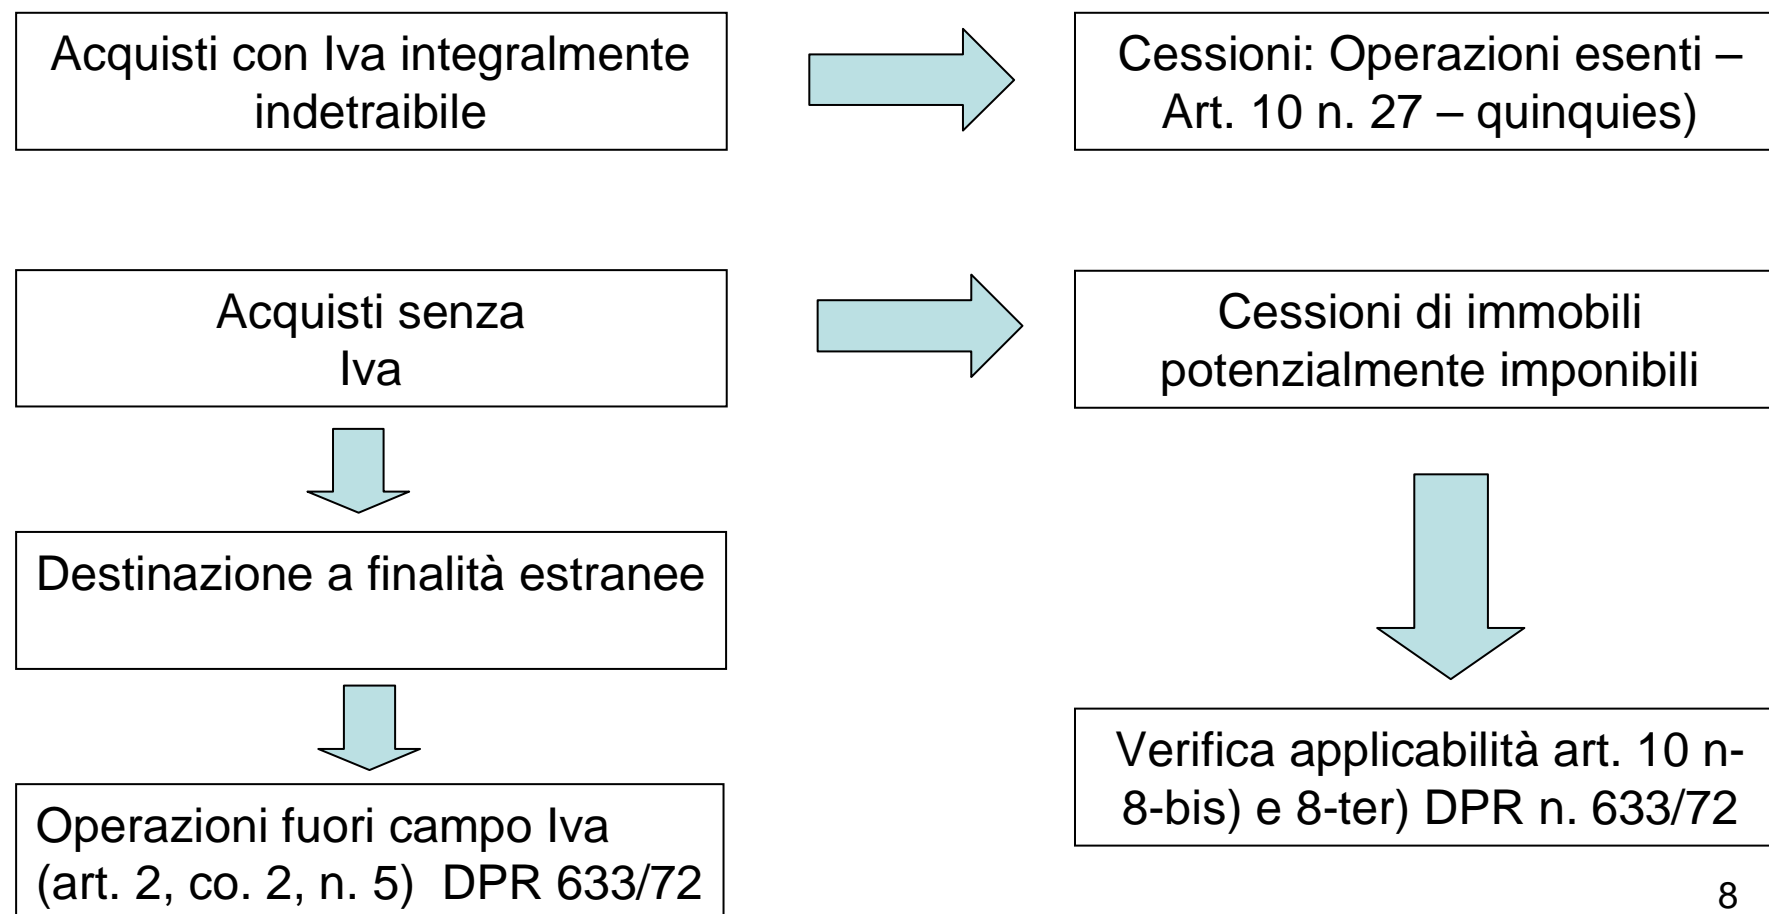 Acquisti con Iva integralmente
indetraibile
Cessioni: Operazioni esenti –
Art. 10 n. 27 – quinquies)
Acquisti senza
Iva
Cessioni di immobili
potenzialmente imponibili
Destinazione a finalità estranee
Operazioni fuori campo Iva
(art. 2, co. 2, n. 5)  DPR 633/72
Verifica applicabilità art. 10 n-
8-bis) e 8-ter) DPR n. 633/72
8